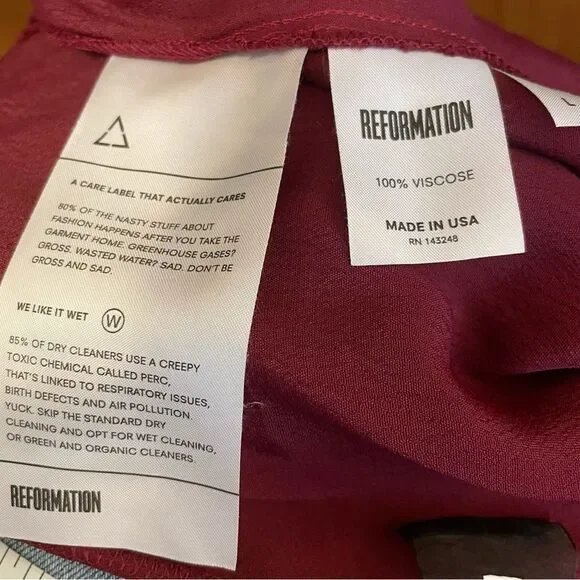 A CARE LABEL THAT ACTUALLY CARES
80% OF THE NASTY STUFF ABOUT
FASHION HAPPENS AFTER YOU TAKE THE
GARMENT HOME. GREENHOUSE GASES?
GROSS. WASTED WATER? SAD. DON'T BE
GROSS AND SAD.
WE LIKE IT WET W
85% OF DRY CLEANERS USE A CREEPY
TOXIC CHEMICAL CALLED PERC,
THAT'S LINKED TO RESPIRATORY ISSUES,
BIRTH DEFECTS AND AIR POLLUTION.
YUCK. SKIP THE STANDARD DRY
CLEANING AND OPT FOR WET CLEANING,
OR GREEN AND ORGANIC CLEANERS.
REFORMATION
REFORMATION
100% VISCOSE
MADE IN USA
RN 143248
L